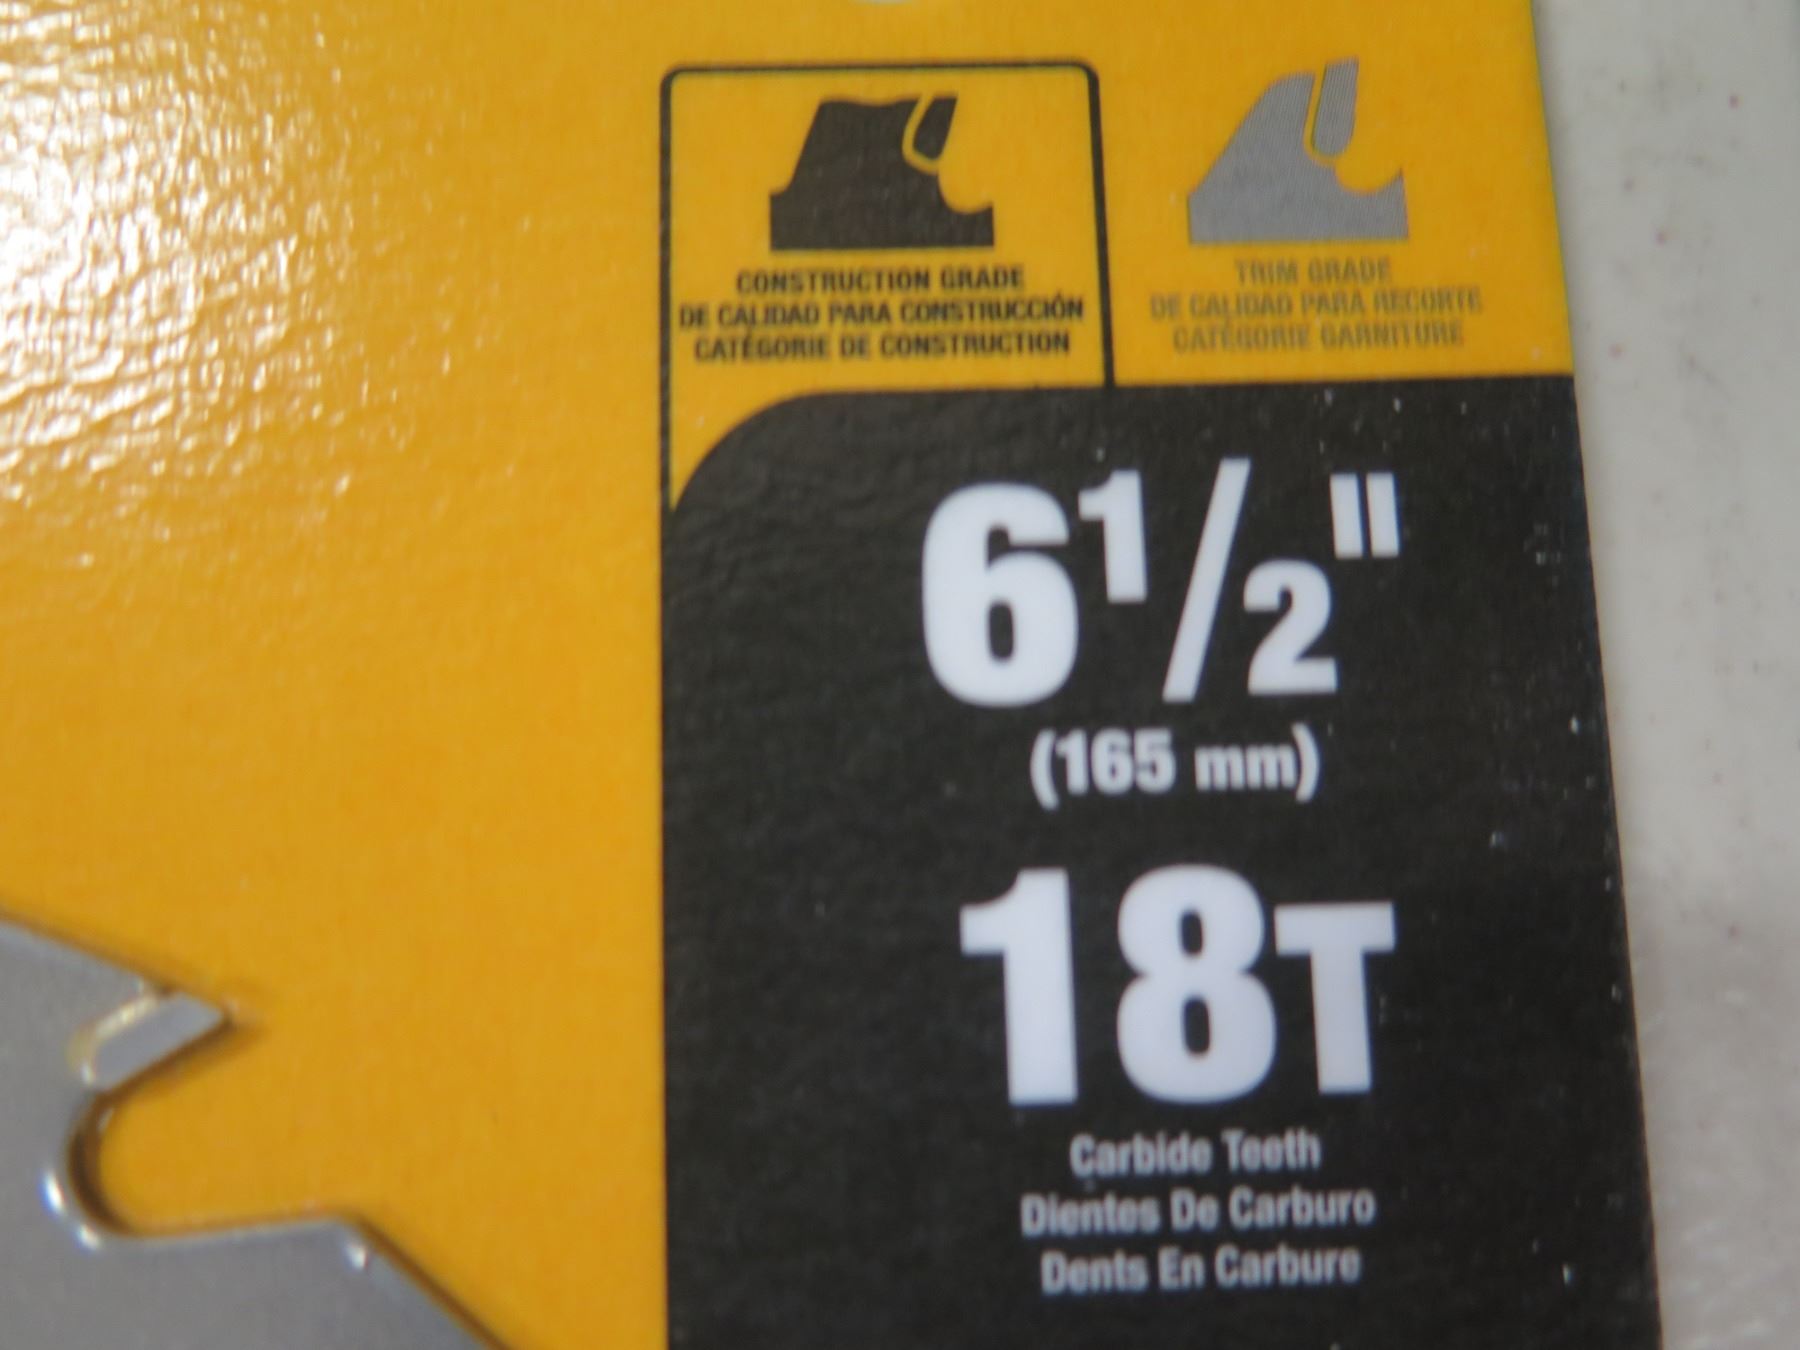 CONSTRUCTION GRADE
DE CALIDAD PARA CONSTRUCCIÓN
CATÉGORIE DE CONSTRUCTION
TRIM GRADE
DE CALIDAD PARA RECORTE
CATÉGORIE GARNITURE
6 1/2"
(165 mm)
18T
Carbide Teeth
Dientes De Carburo
Dents En Carbure